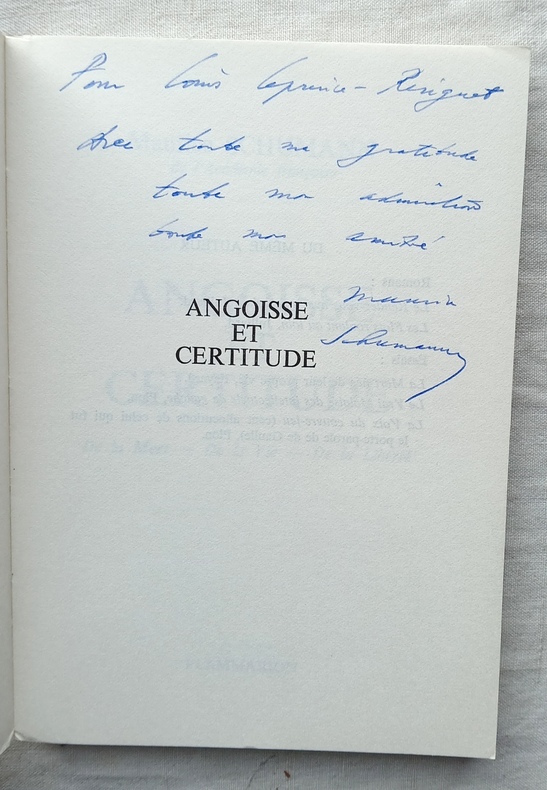 Pour Louis Leprince-Ringuet
Avec toute ma gratitude
toute mon admiration
toute mon amitié
Maurice
Schumann
ANGOISSE
ET
CERTITUDE